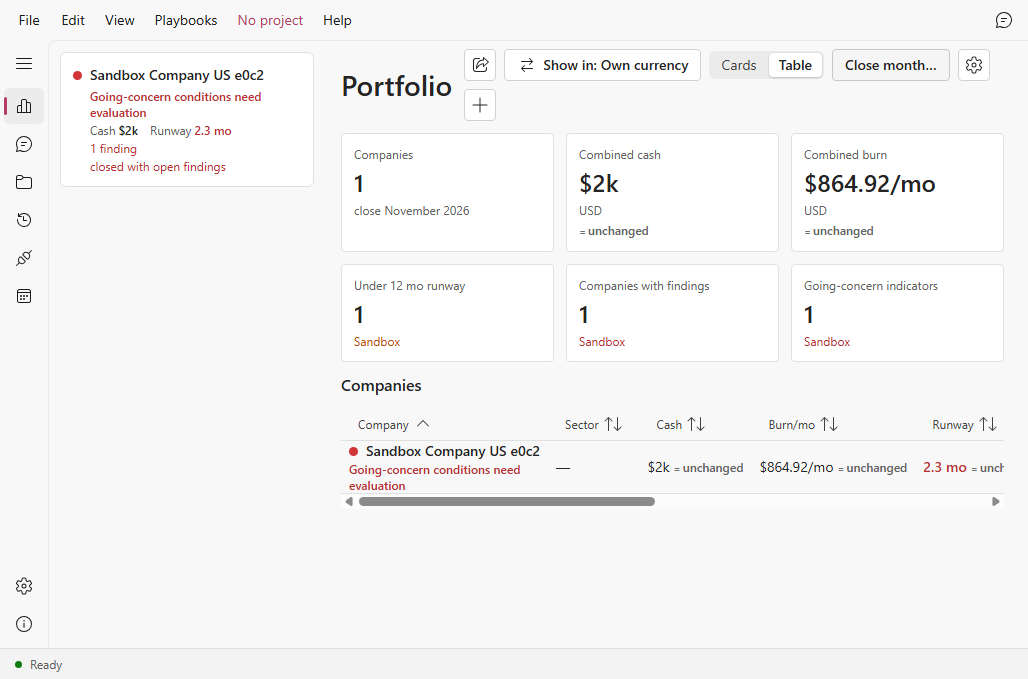 File Edit View Playbooks No project Help
Sandbox Company US e0c2
Going-concern conditions need
evaluation
Cash $2k Runway 2.3 mo
1 finding
closed with open findings
Portfolio
Show in: Own currency
Cards Table
Close month...
Companies
1
close November 2026
Combined cash
$2k
USD
= unchanged
Combined burn
$864.92/mo
USD
= unchanged
Under 12 mo runway
1
Sandbox
Companies with findings
1
Sandbox
Going-concern indicators
1
Sandbox
Companies
Company Sector Cash Burn/mo Runway
Sandbox Company US e0c2
Going-concern conditions need
evaluation
— $2k = unchanged $864.92/mo = unchanged 2.3 mo = unch
Ready